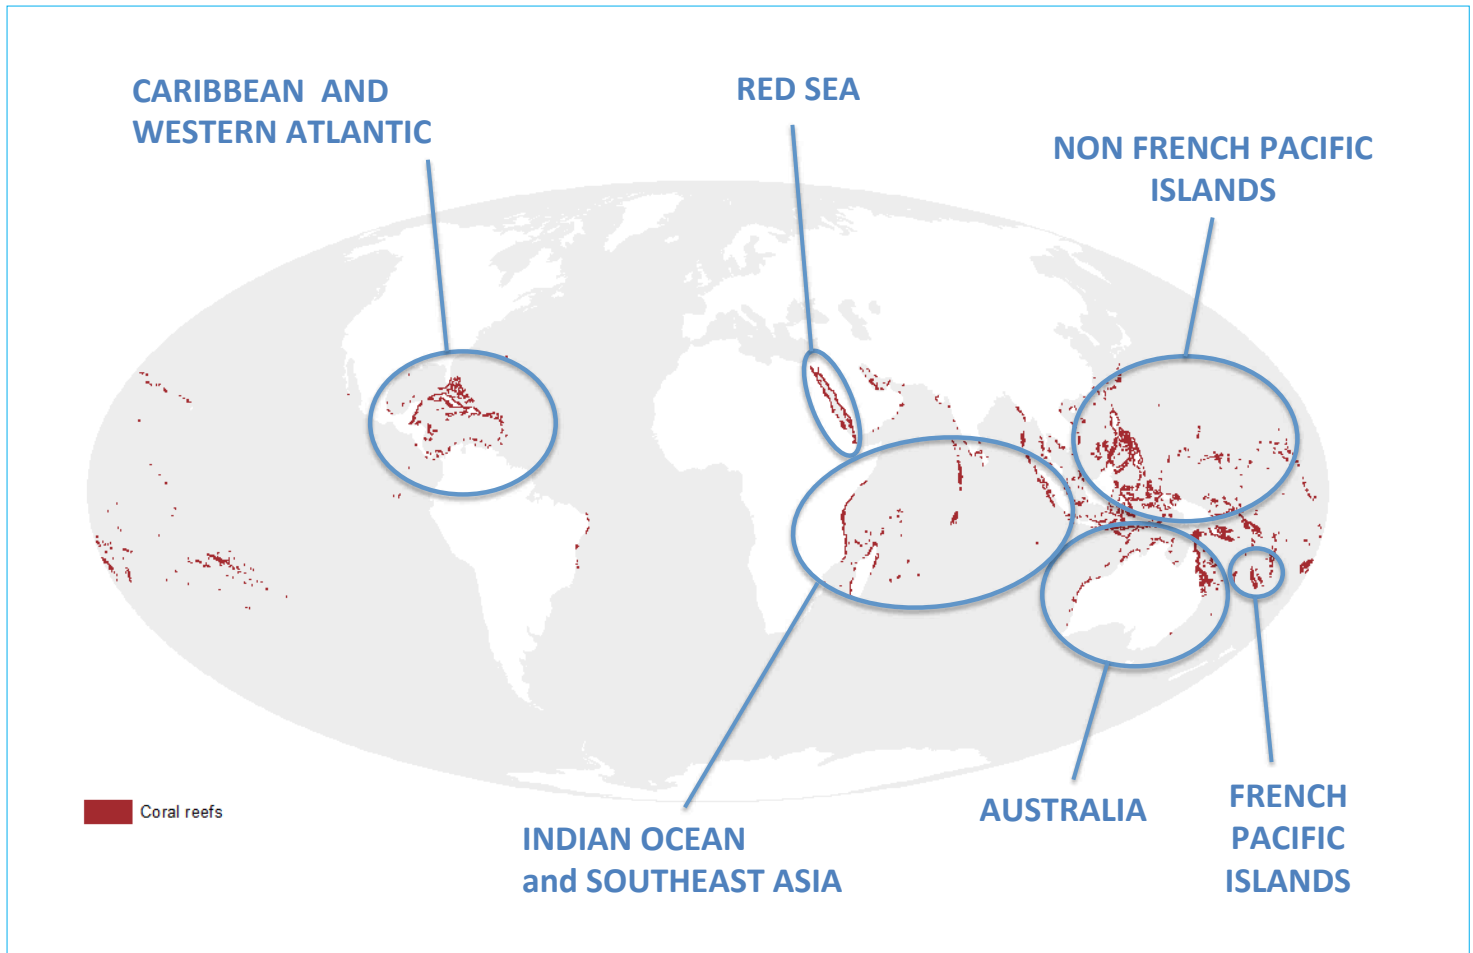 CARIBBEAN AND
WESTERN ATLANTIC
RED SEA
NON FRENCH PACIFIC
ISLANDS
Coral reefs
INDIAN OCEAN
and SOUTHEAST ASIA
AUSTRALIA
FRENCH
PACIFIC
ISLANDS